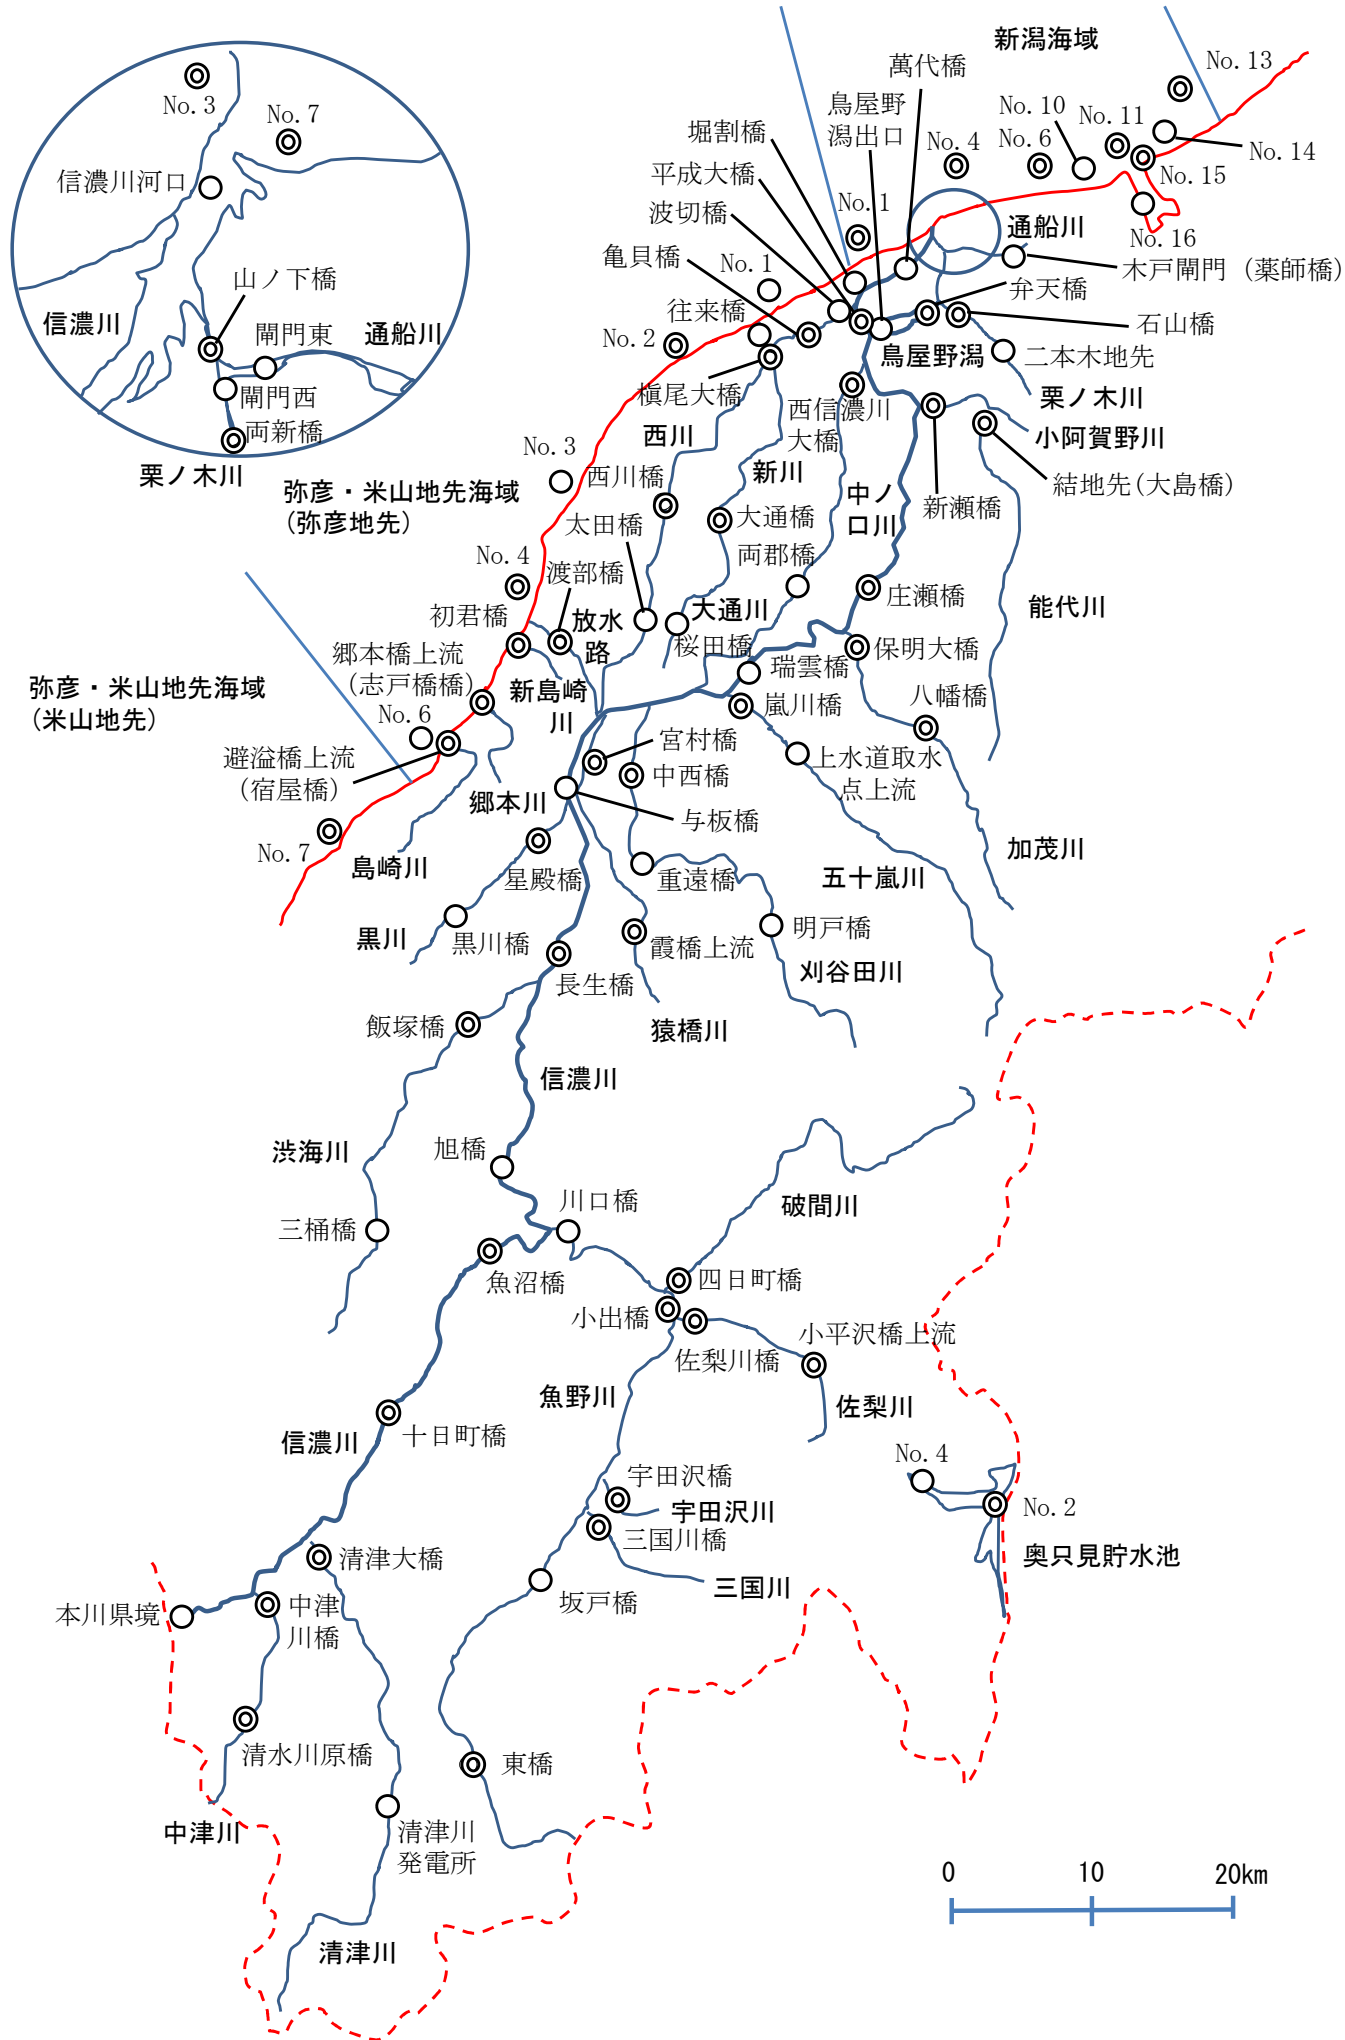 新潟海域
No.13
萬代橋
鳥屋野
潟出口
No.10
No.11
堀割橋
No.4
No.6
No.14
平成大橋
No.15
波切橋
No.1
通船川
No.16
亀貝橋
No.1
木戸閘門(薬師橋)
弁天橋
往来橋
石山橋
No.2
鳥屋野潟
二本木地先
槇尾大橋
栗ノ木川
西信濃川
大橋
西川
小阿賀野川
No.3
No.7
信濃川河口
山ノ下橋
信濃川
閘門東
通船川
閘門西
両新橋
栗ノ木川
弥彦・米山地先海域
(弥彦地先)
No.3
西川橋
新川
中ノ
口川
新瀬橋
結地先(大島橋)
太田橋
大通橋
両郡橋
No.4
渡部橋
庄瀬橋
能代川
初君橋
放水
路
大通川
桜田橋
保明大橋
郷本橋上流
(志戸橋橋)
瑞雲橋
新島崎
川
嵐川橋
八幡橋
弥彦・米山地先海域
(米山地先)
No.6
宮村橋
避溢橋上流
(宿屋橋)
中西橋
上水道取水
点上流
郷本川
与板橋
No.7
島崎川
加茂川
星殿橋
重遠橋
五十嵐川
黒川
黒川橋
霞橋上流
明戸橋
長生橋
刈谷田川
飯塚橋
猿橋川
信濃川
渋海川
旭橋
川口橋
破間川
三桶橋
魚沼橋
四日町橋
小出橋
佐梨川橋
小平沢橋上流
魚野川
佐梨川
十日町橋
信濃川
No.4
宇田沢橋
宇田沢川
No.2
三国川橋
奥只見貯水池
清津大橋
三国川
坂戸橋
本川県境
中津
川橋
清水川原橋
東橋
中津川
清津川
発電所
清津川
0
10
20km